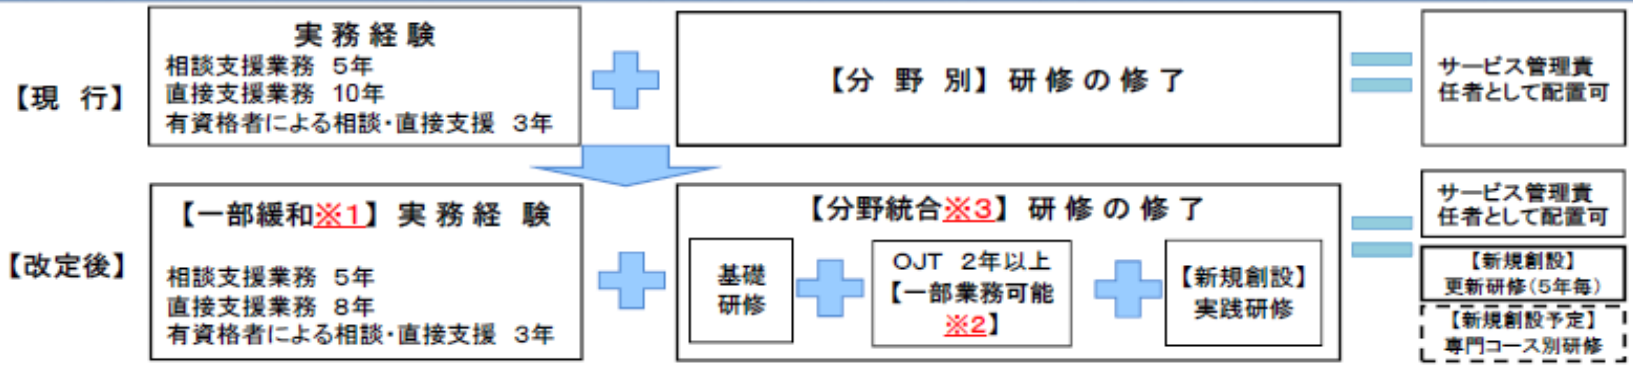 【現　行】
実 務 経 験
相談支援業務　5年
直接支援業務　10年
有資格者による相談・直接支援　3年
【分　野　別】研 修 の 修 了
サービス管理責
任者として配置可
【改定後】
【一部緩和※1】実 務 経　験
相談支援業務　5年
直接支援業務　8年
有資格者による相談・直接支援　3年
【分野統合※3】研 修 の 修 了
基礎
研修
OJT　2年以上
【一部業務可能
※2】
【新規創設】
実践研修
サービス管理責
任者として配置可
【新規創設】
更新研修（5年毎）
【新規創設予定】
専門コース別研修